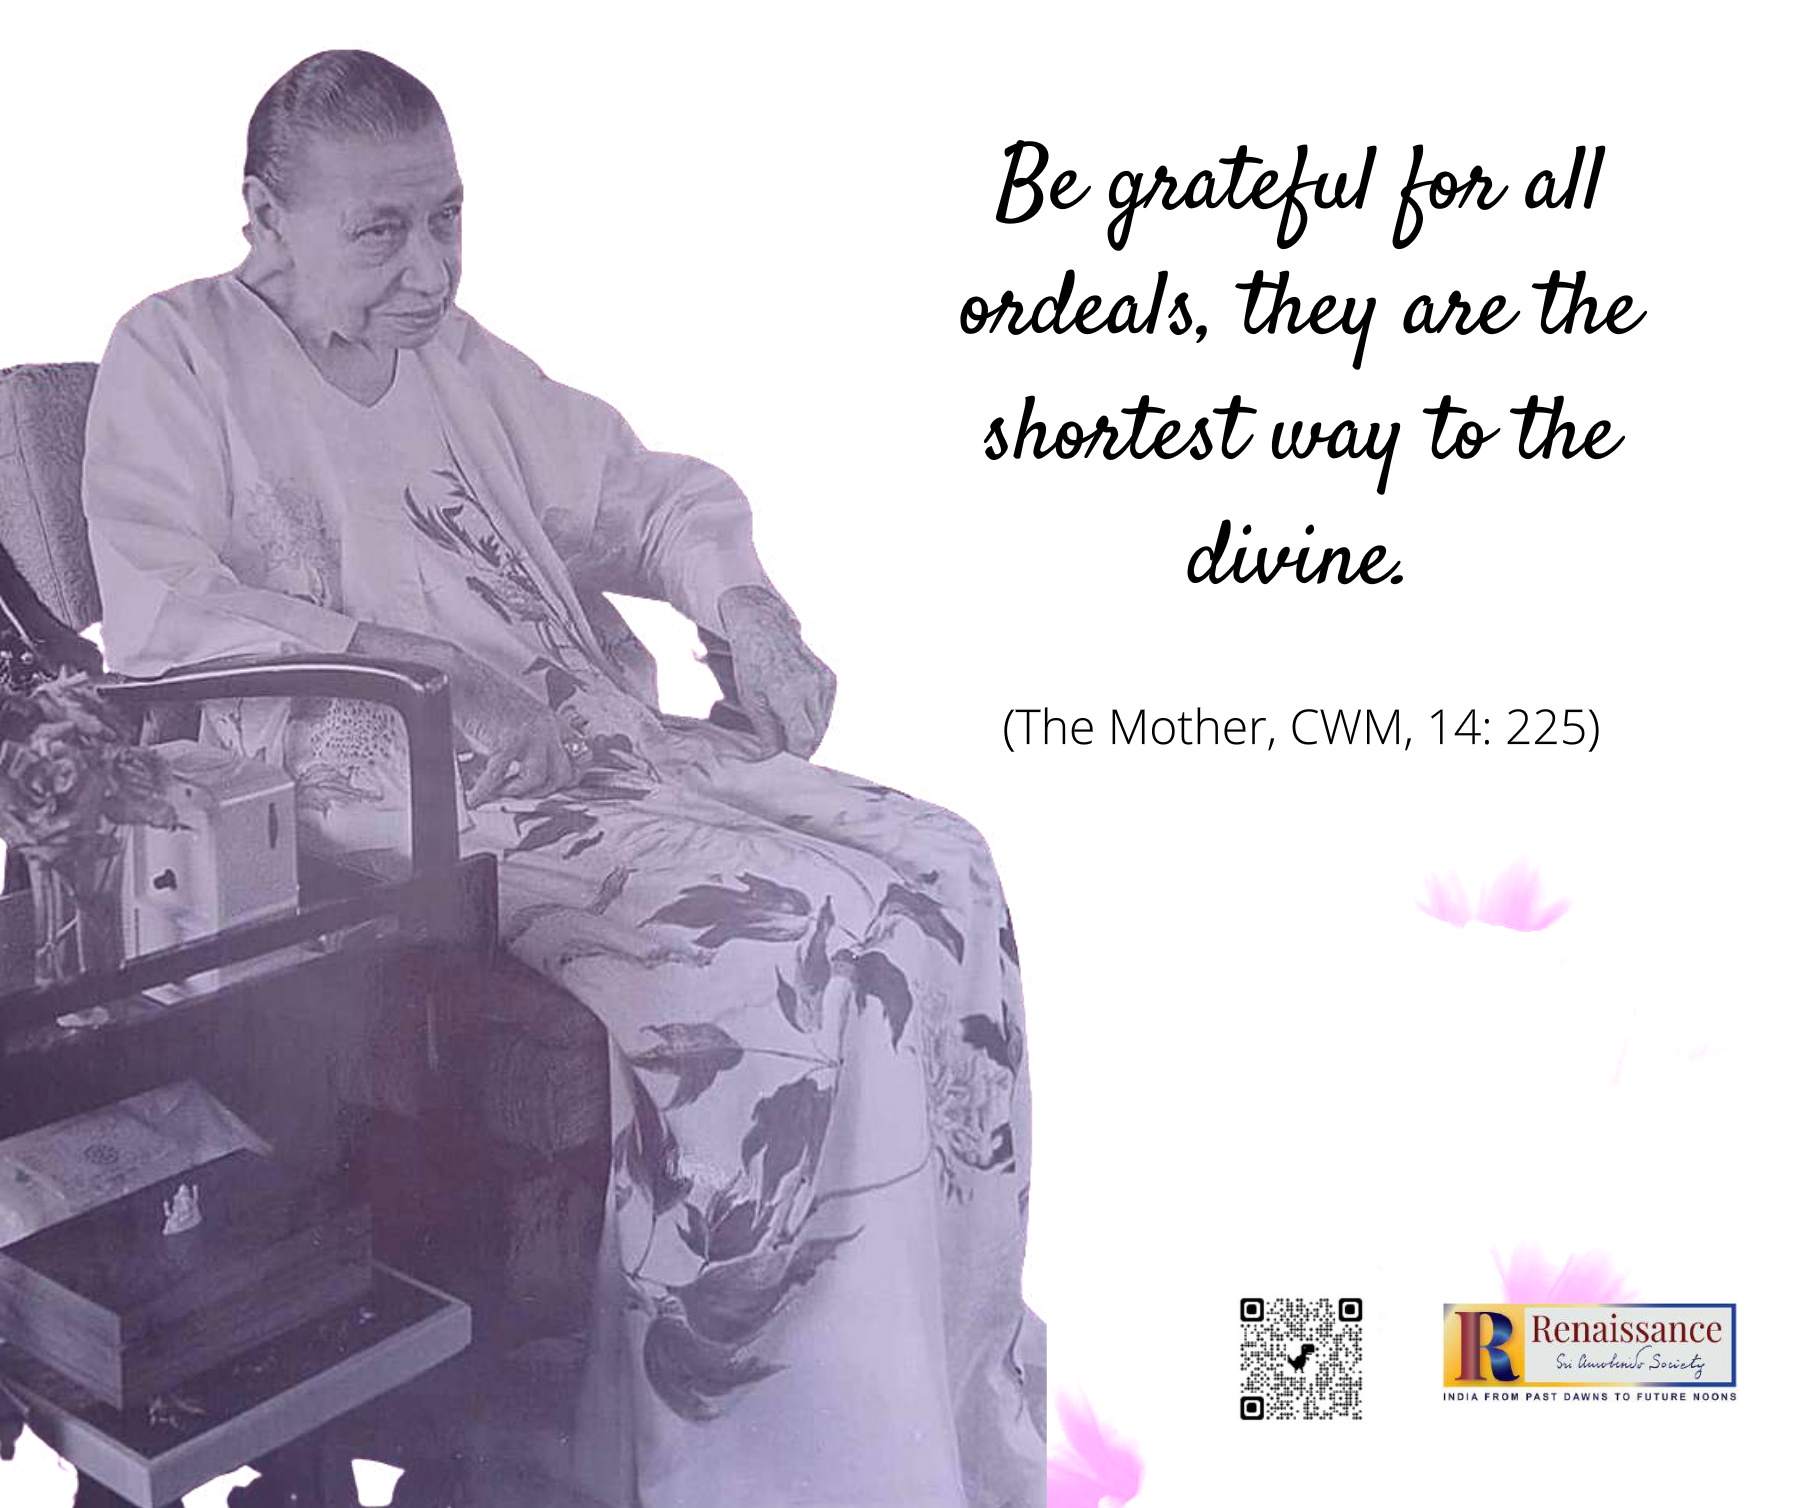 Be grateful for all
ordeals, they are the
shortest way to the
divine.
(The Mother, CWM, 14: 225)
R Renaissance
Sri Aurobindo Society
INDIA FROM PAST DAWNS TO FUTURE NOONS